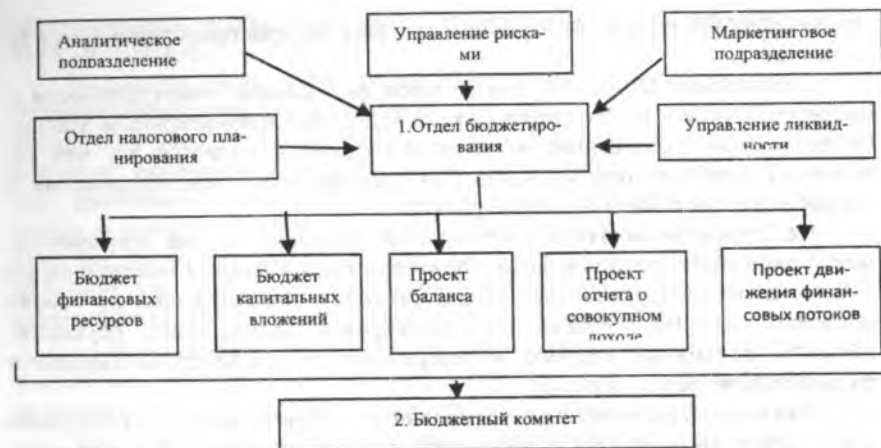 Аналитическое
подразделение
Управление риска-
ми
Маркетинговое
подразделение
Отдел налогового пла-
нирования
1.Отдел бюджетиро-
вания
Управление ликвид-
ности
Бюджет
финансовых
ресурсов
Бюджет
капитальных
вложений
Проект
баланса
Проект
отчета о
совокупном
доходе
Проект дви-
жения финан-
совых потоков
2. Бюджетный комитет